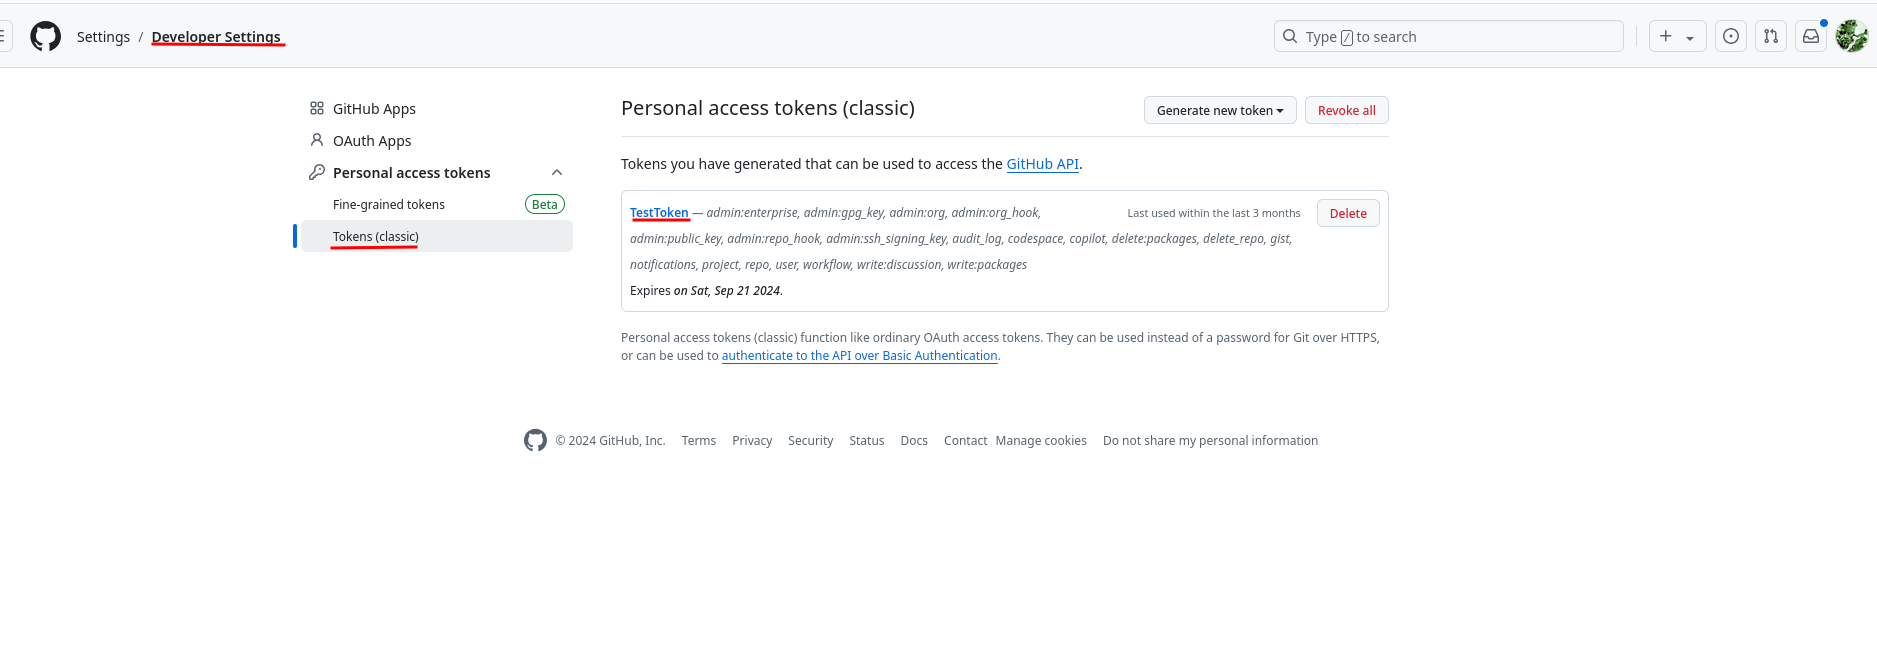 Settings / Developer Settings
Type / to search
GitHub Apps
OAuth Apps
Personal access tokens
Fine-grained tokens Beta
Tokens (classic)
Personal access tokens (classic)
Generate new token
Revoke all
Tokens you have generated that can be used to access the GitHub API.
TestToken — admin:enterprise, admin:gpg_key, admin:org, admin:org_hook,
Last used within the last 3 months
Delete
admin:public_key, admin:repo_hook, admin:ssh_signing_key, audit_log, codespace, copilot, delete:packages, delete_repo, gist,
notifications, project, repo, user, workflow, write:discussion, write:packages
Expires on Sat, Sep 21 2024.
Personal access tokens (classic) function like ordinary OAuth access tokens. They can be used instead of a password for Git over HTTPS,
or can be used to authenticate to the API over Basic Authentication.
© 2024 GitHub, Inc. Terms Privacy Security Status Docs Contact Manage cookies Do not share my personal information